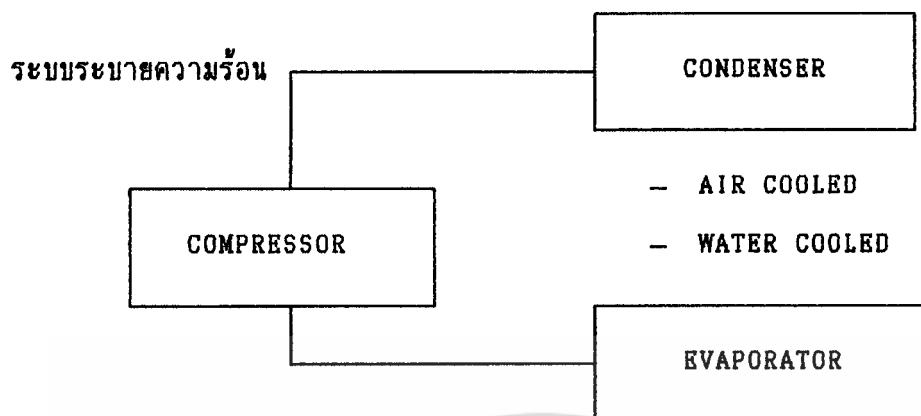 ระบบระบายความร้อน
CONDENSER
- AIR COOLED
COMPRESSOR
- WATER COOLED
EVAPORATOR